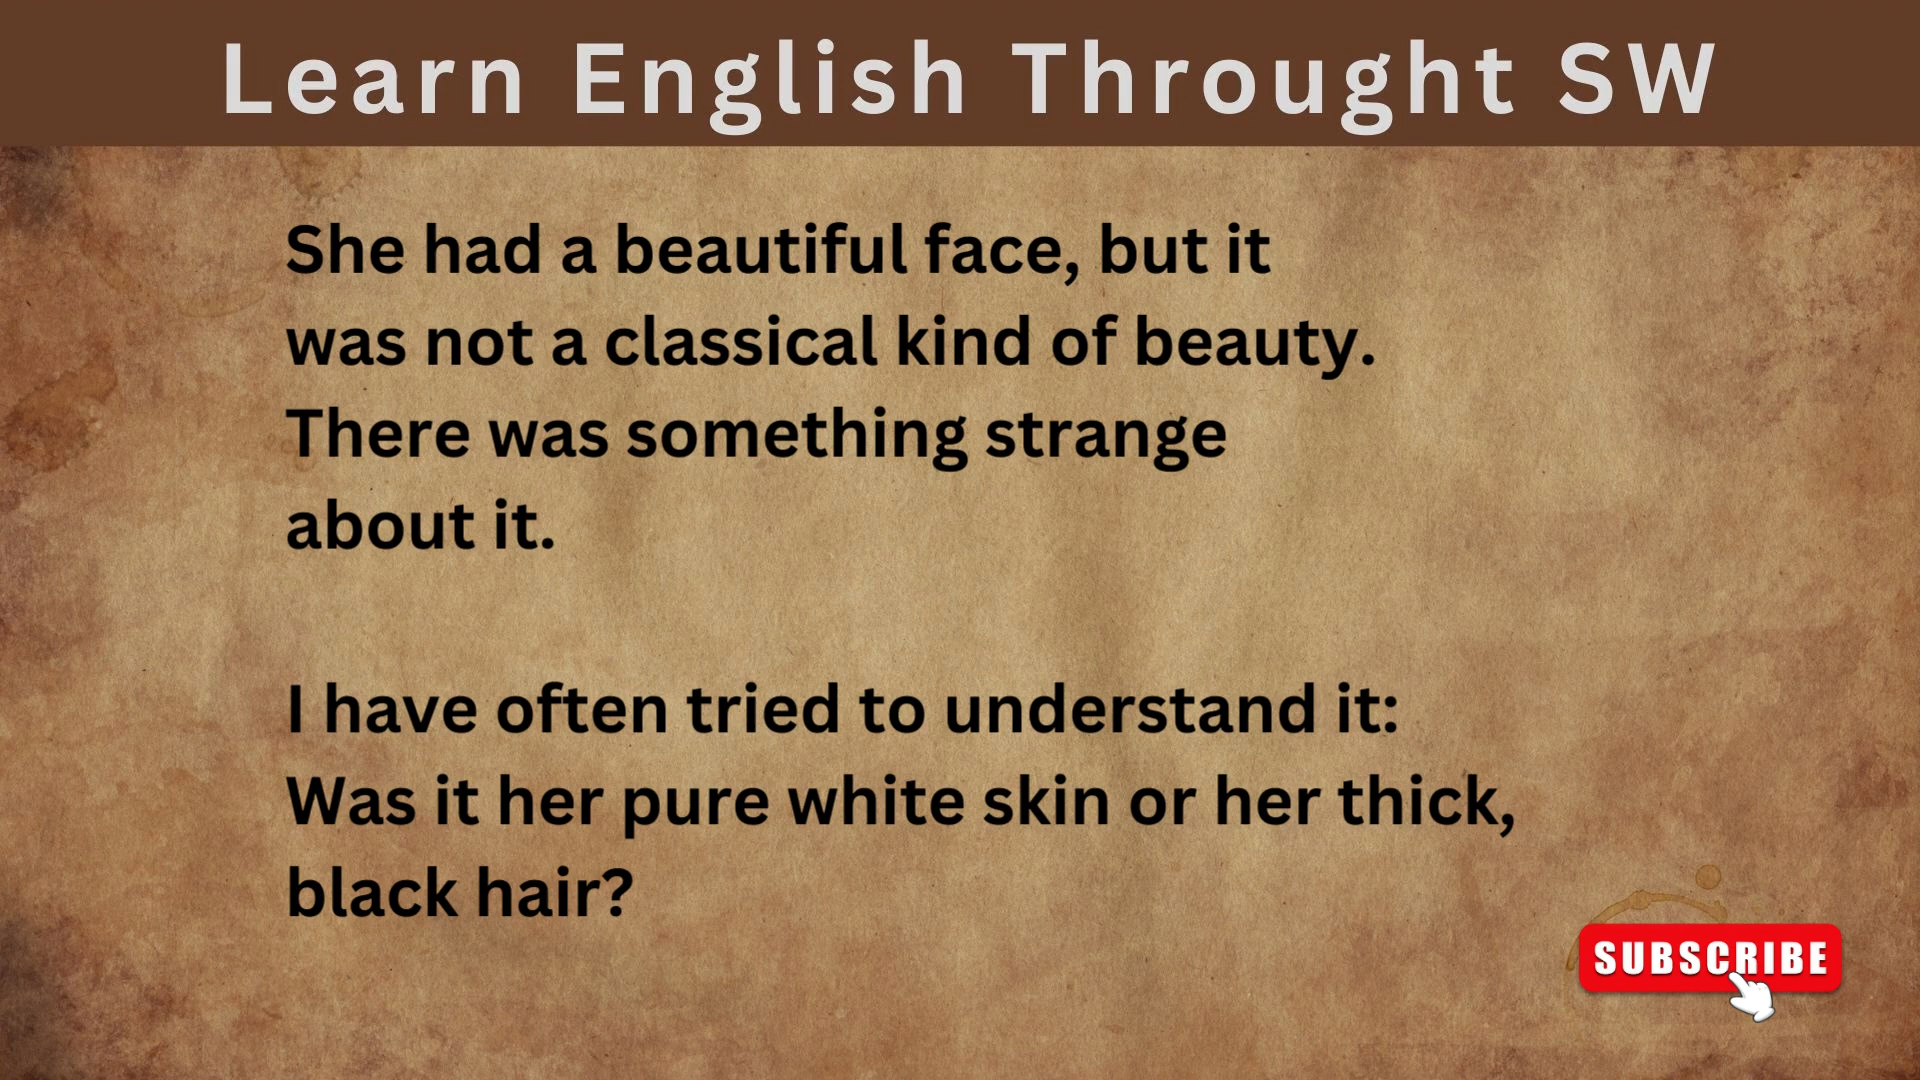 Learn English Throught SW
She had a beautiful face, but it
was not a classical kind of beauty.
There was something strange
about it.
I have often tried to understand it:
Was it her pure white skin or her thick,
black hair?
SUBSCRIBE